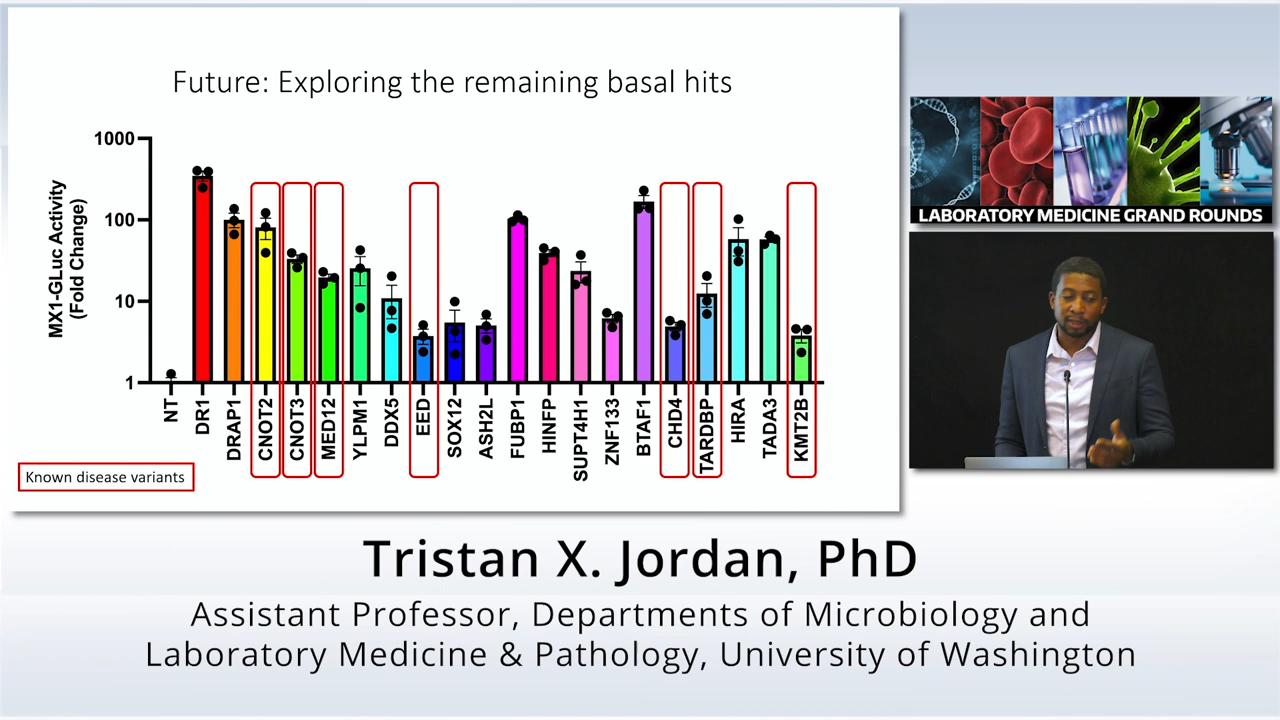 Future: Exploring the remaining basal hits
MX1-GLuc Activity
(Fold Change)
1000
100
10
1
NT
DR1
DRAP1
CNOT2
CNOT3
MED12
YLPM1
DDX5
EED
SOX12
ASH2L
FUBP1
HINFP
SUPT4H1
ZNF133
BTAF1
CHD4
TARDBP
HIRA
TADA3
KMT2B
Known disease variants
LABORATORY MEDICINE GRAND ROUNDS
Tristan X. Jordan, PhD
Assistant Professor, Departments of Microbiology and
Laboratory Medicine & Pathology, University of Washington